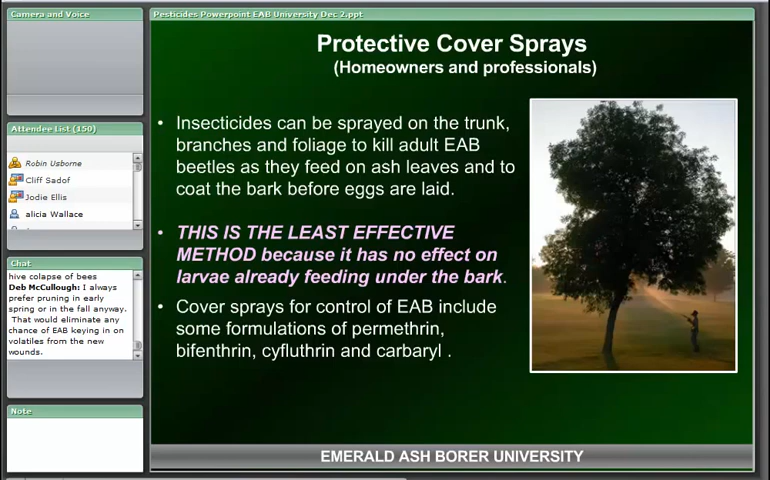 Camera and Voice
Pesticides Powerpoint EAB University Dec 2.ppt
Attendee List (150)
Robin Usborne
Cliff Sadof
Jodie Ellis
alicia Wallace
Chat
hive colapse of bees
Deb McCullough: I always
prefer pruning in early
spring or in the fall anyway.
That would eliminate any
chance of EAB keying in on
volatiles from the new
wounds.
Note
Protective Cover Sprays
(Homeowners and professionals)
• Insecticides can be sprayed on the trunk,
branches and foliage to kill adult EAB
beetles as they feed on ash leaves and to
coat the bark before eggs are laid.
• THIS IS THE LEAST EFFECTIVE
METHOD because it has no effect on
larvae already feeding under the bark.
• Cover sprays for control of EAB include
some formulations of permethrin,
bifenthrin, cyfluthrin and carbaryl .
EMERALD ASH BORER UNIVERSITY